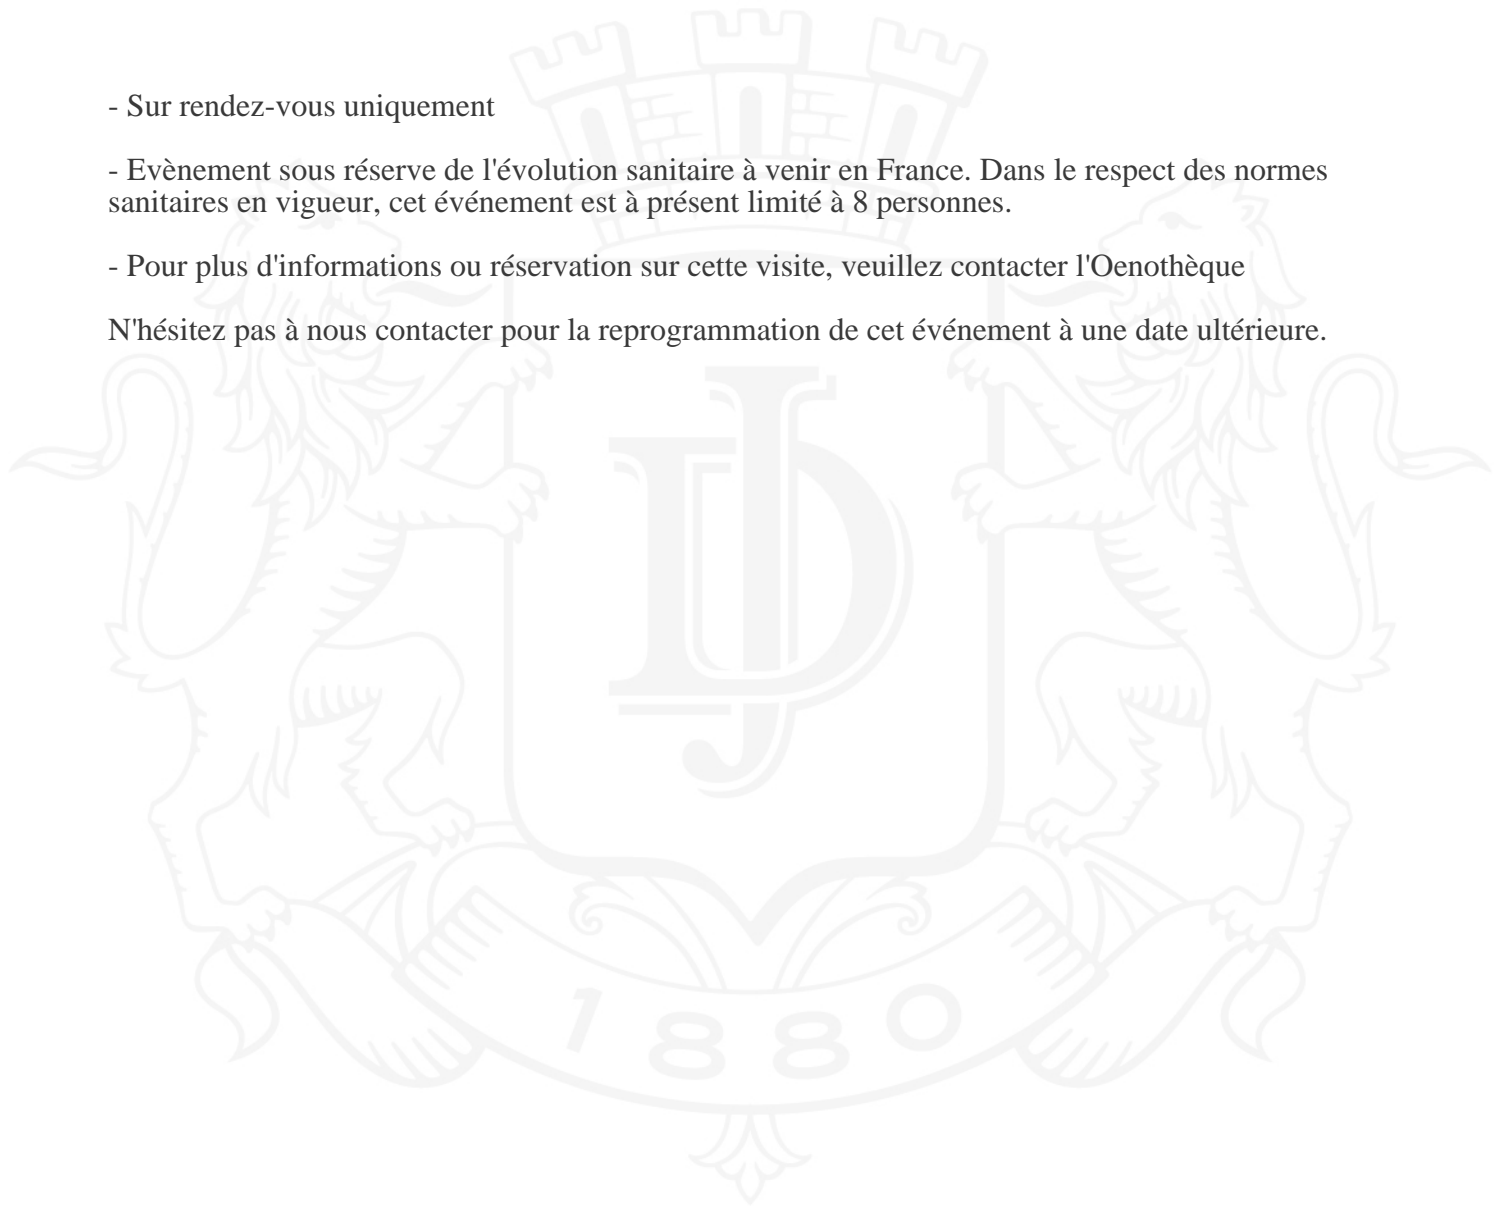 - Sur rendez-vous uniquement
- Evènement sous réserve de l'évolution sanitaire à venir en France. Dans le respect des normes
sanitaires en vigueur, cet événement est à présent limité à 8 personnes.
- Pour plus d'informations ou réservation sur cette visite, veuillez contacter l'Oenothèque
N'hésitez pas à nous contacter pour la reprogrammation de cet événement à une date ultérieure.
JD
1880